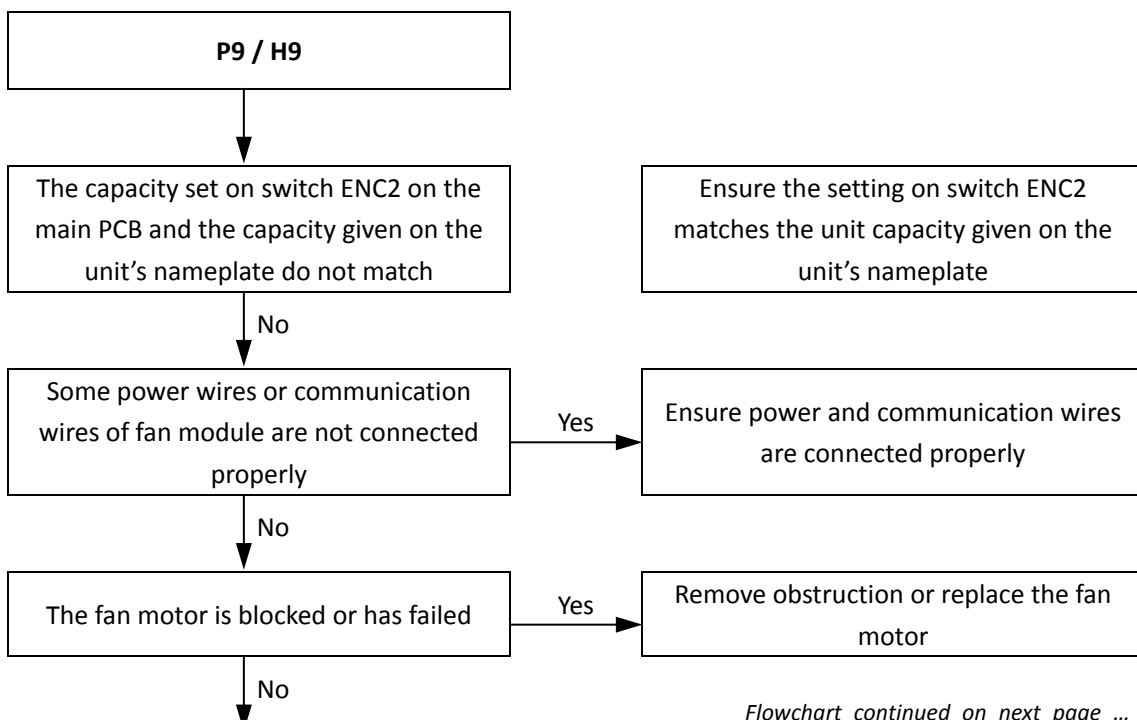 P9 / H9
The capacity set on switch ENC2 on the
main PCB and the capacity given on the
unit’s nameplate do not match
Ensure the setting on switch ENC2
matches the unit capacity given on the
unit’s nameplate
No
Some power wires or communication
wires of fan module are not connected
properly
Yes
Ensure power and communication wires
are connected properly
No
The fan motor is blocked or has failed
Yes
Remove obstruction or replace the fan
motor
No
Flowchart continued on next page …